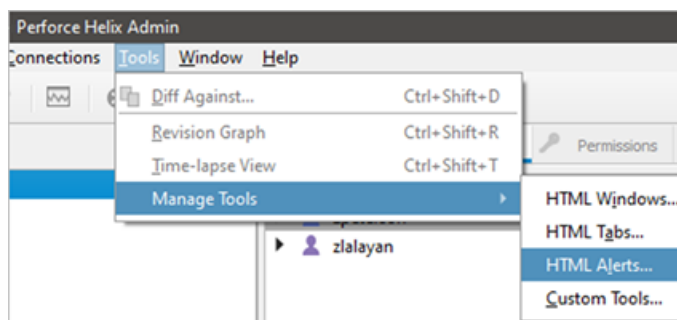 Perforce Helix Admin
Connections Tools Window Help
Diff Against... Ctrl+Shift+D
Revision Graph Ctrl+Shift+R
Permissions
Time-lapse View Ctrl+Shift+T
Manage Tools
HTML Windows...
HTML Tabs...
zlalayan
HTML Alerts...
Custom Tools...